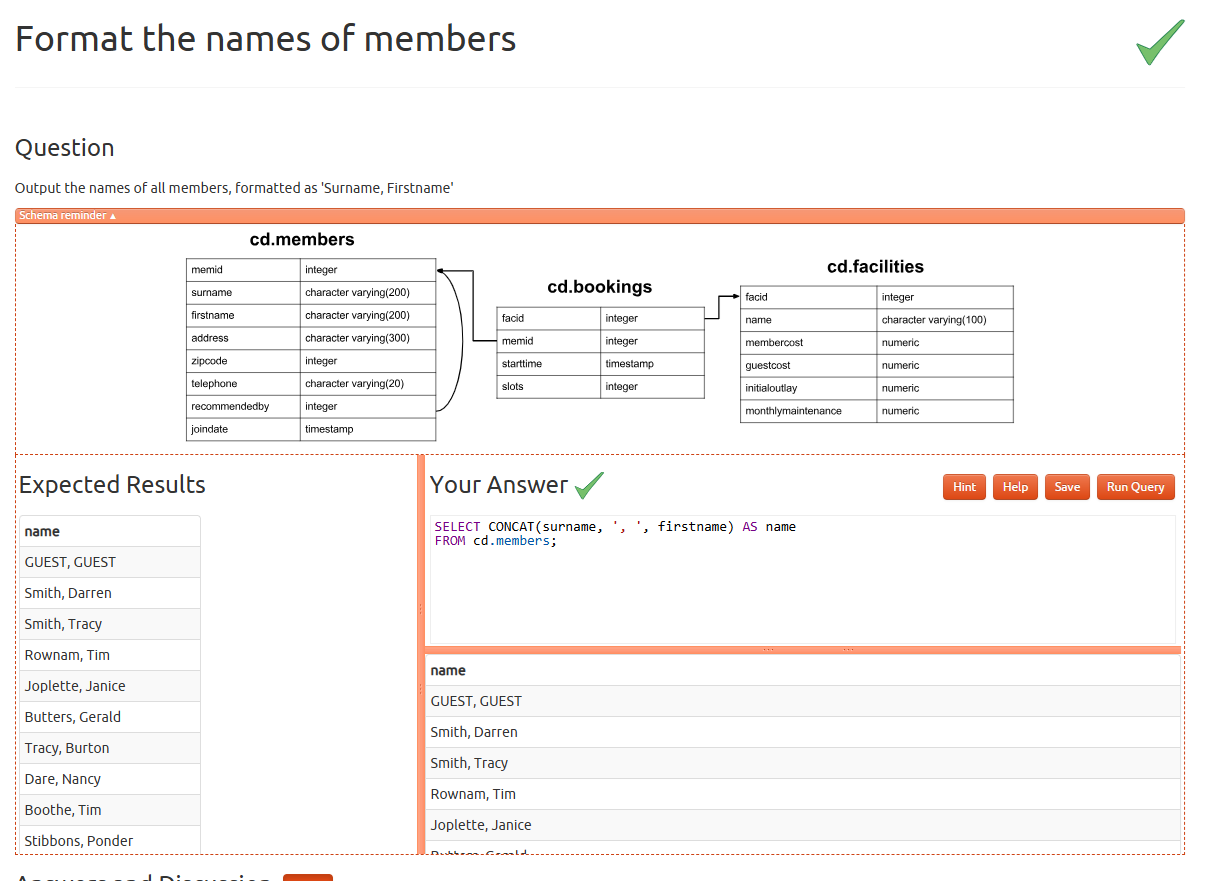 Format the names of members
Question
Output the names of all members, formatted as 'Surname, Firstname'
Schema reminder ▲
cd.members
memid integer
surname character varying(200)
firstname character varying(200)
address character varying(300)
zipcode integer
telephone character varying(20)
recommendedby integer
joindate timestamp
cd.bookings
facid integer
memid integer
starttime timestamp
slots integer
cd.facilities
facid integer
name character varying(100)
membercost numeric
guestcost numeric
initialoutlay numeric
monthlymaintenance numeric
Expected Results
name
GUEST, GUEST
Smith, Darren
Smith, Tracy
Rownam, Tim
Joplette, Janice
Butters, Gerald
Tracy, Burton
Dare, Nancy
Boothe, Tim
Stibbons, Ponder
Your Answer
Hint Help Save Run Query
SELECT CONCAT(surname, ', ', firstname) AS name
FROM cd.members;
name
GUEST, GUEST
Smith, Darren
Smith, Tracy
Rownam, Tim
Joplette, Janice
Butters, Gerald
Answers and Discussion